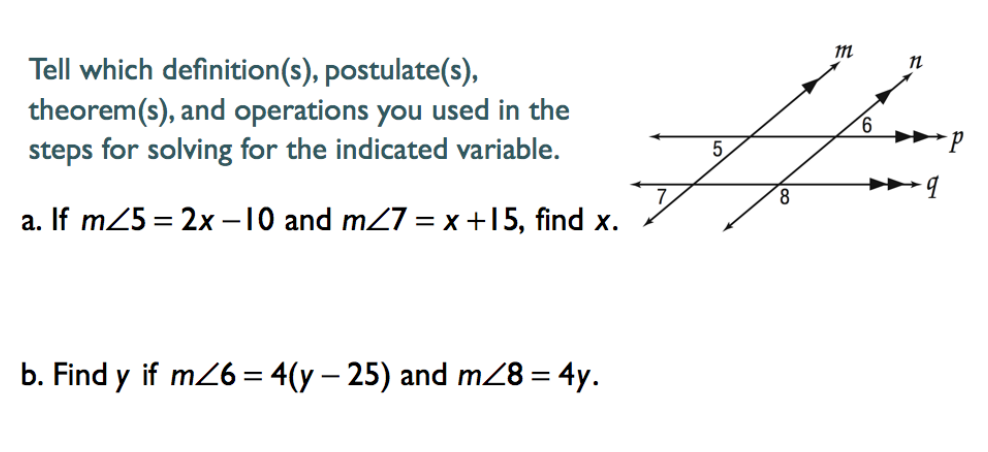 Tell which definition(s), postulate(s),
theorem(s), and operations you used in the
steps for solving for the indicated variable.
a. If m∠5 = 2x – 10 and m∠7 = x + 15, find x.
b. Find y if m∠6 = 4(y – 25) and m∠8 = 4y.
m
n
6
p
5
q
7
8